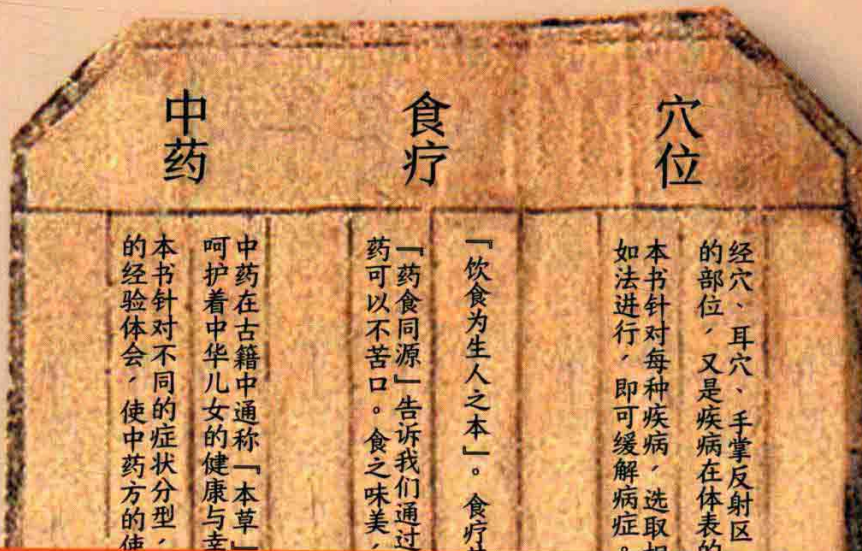 穴位
经穴、耳穴、手掌反射区
的部位，又是疾病在体表的
本书针对每种疾病，选取
如法进行，即可缓解病症。
食疗
『饮食为生人之本』。食疗
『药食同源』告诉我们通过
药可以不苦口。食之味美，
中药
中药在古籍中通称『本草』
呵护着中华儿女的健康与幸
本书针对不同的症状分型，
的经验体会，使中药方的使